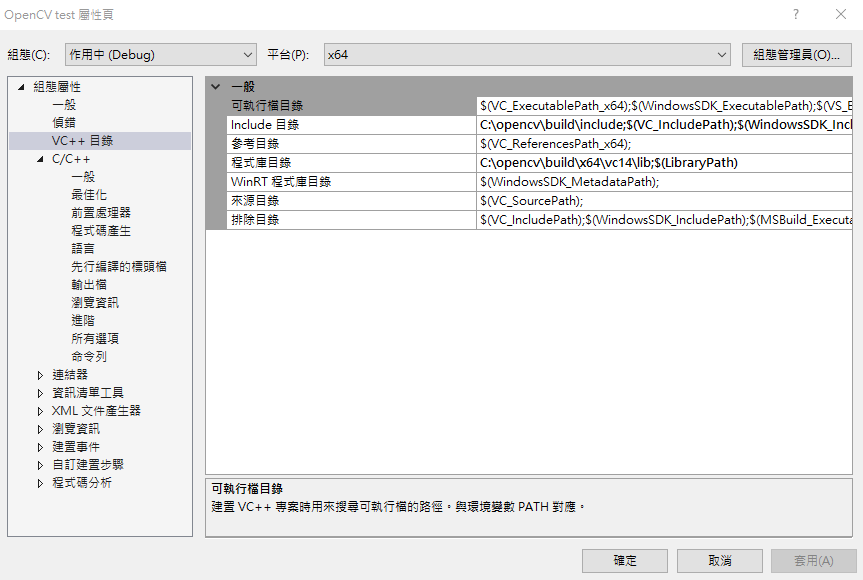 OpenCV test 屬性頁
組態(C): 作用中 (Debug) 平台(P): x64 組態管理員(O)...
組態屬性
一般
偵錯
VC++ 目錄
C/C++
一般
最佳化
前置處理器
程式碼產生
語言
先行編譯的標頭檔
輸出檔
瀏覽資訊
進階
所有選項
命令列
連結器
資訊清單工具
XML 文件產生器
瀏覽資訊
建置事件
自訂建置步驟
程式碼分析
一般
可執行檔目錄 $(VC_ExecutablePath_x64);$(WindowsSDK_ExecutablePath);$(VS_E
Include 目錄 C:\opencv\build\include;$(VC_IncludePath);$(WindowsSDK_Incl
參考目錄 $(VC_ReferencesPath_x64);
程式庫目錄 C:\opencv\build\x64\vc14\lib;$(LibraryPath)
WinRT 程式庫目錄 $(WindowsSDK_MetadataPath);
來源目錄 $(VC_SourcePath);
排除目錄 $(VC_IncludePath);$(WindowsSDK_IncludePath);$(MSBuild_Executa
可執行檔目錄
建置 VC++ 專案時用來搜尋可執行檔的路徑。與環境變數 PATH 對應。
確定 取消 套用(A)